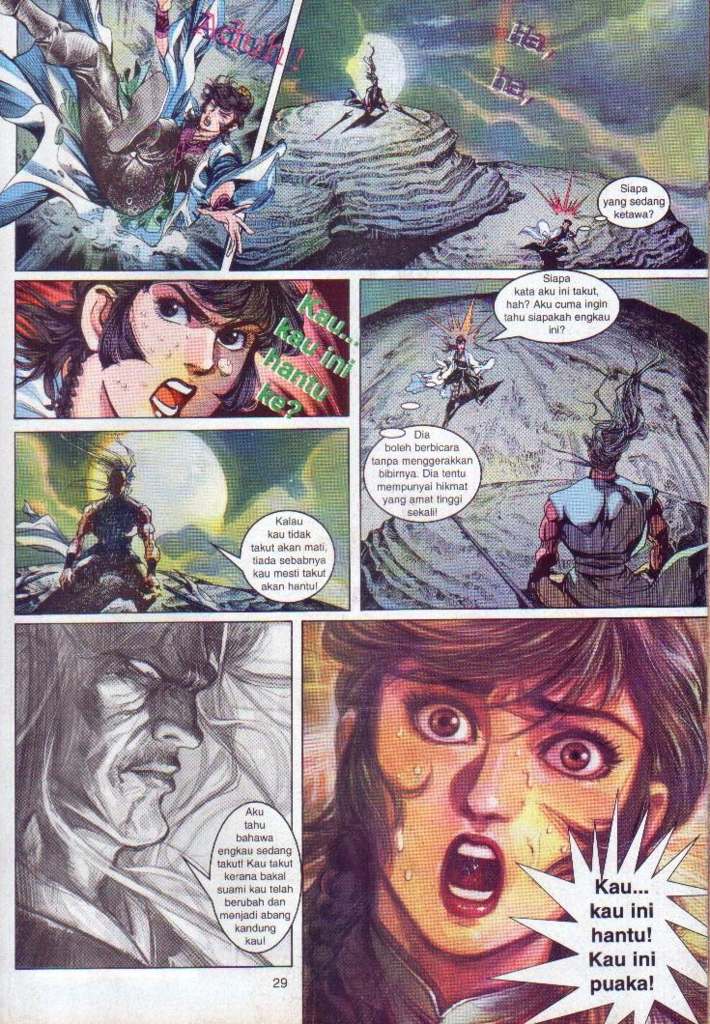 Aduh!
Ha,
ha,
Siapa
yang sedang
ketawa?
Kau...
kau ini
hantu
ke?
Siapa
kata aku ini takut,
hah? Aku cuma ingin
tahu siapakah engkau
ini?
Dia
boleh berbicara
tanpa menggerakkan
bibirnya. Dia tentu
mempunyai hikmat
yang amat tinggi
sekali!
Kalau
kau tidak
takut akan mati,
tiada sebabnya
kau mesti takut
akan hantu!
Aku
tahu
bahawa
engkau sedang
takut! Kau takut
kerana bakal
suami kau telah
berubah dan
menjadi abang
kandung
kau!
Kau...
kau ini
hantu!
Kau ini
puaka!
29